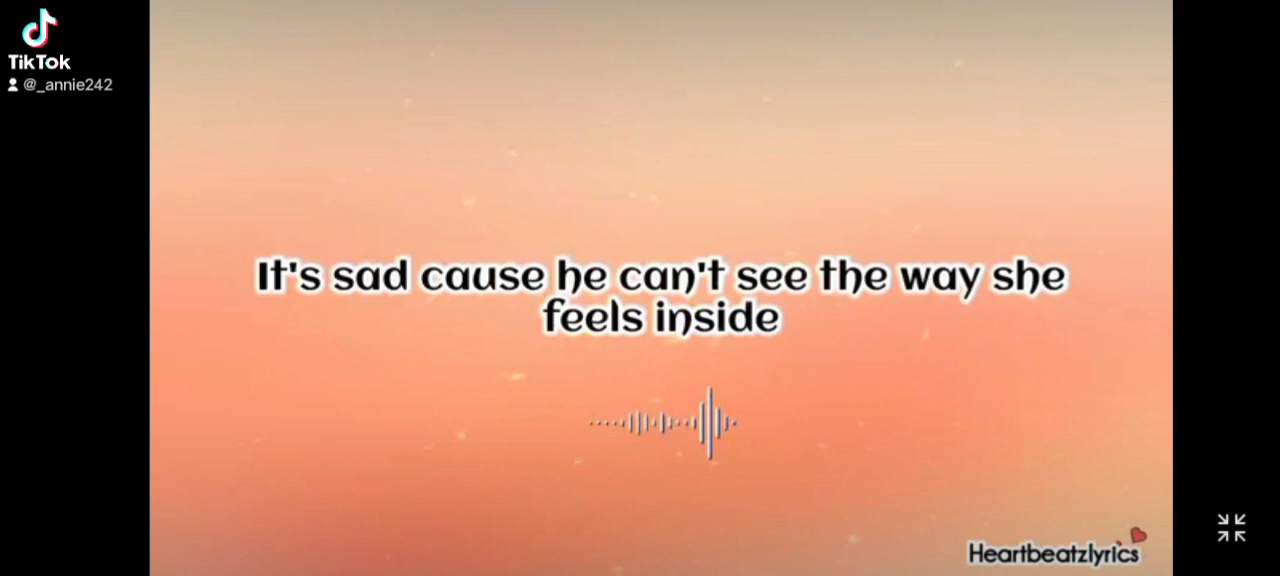 TikTok
@_annie242
It's sad cause he can't see the way she
feels inside
Heartbeatzlyrics